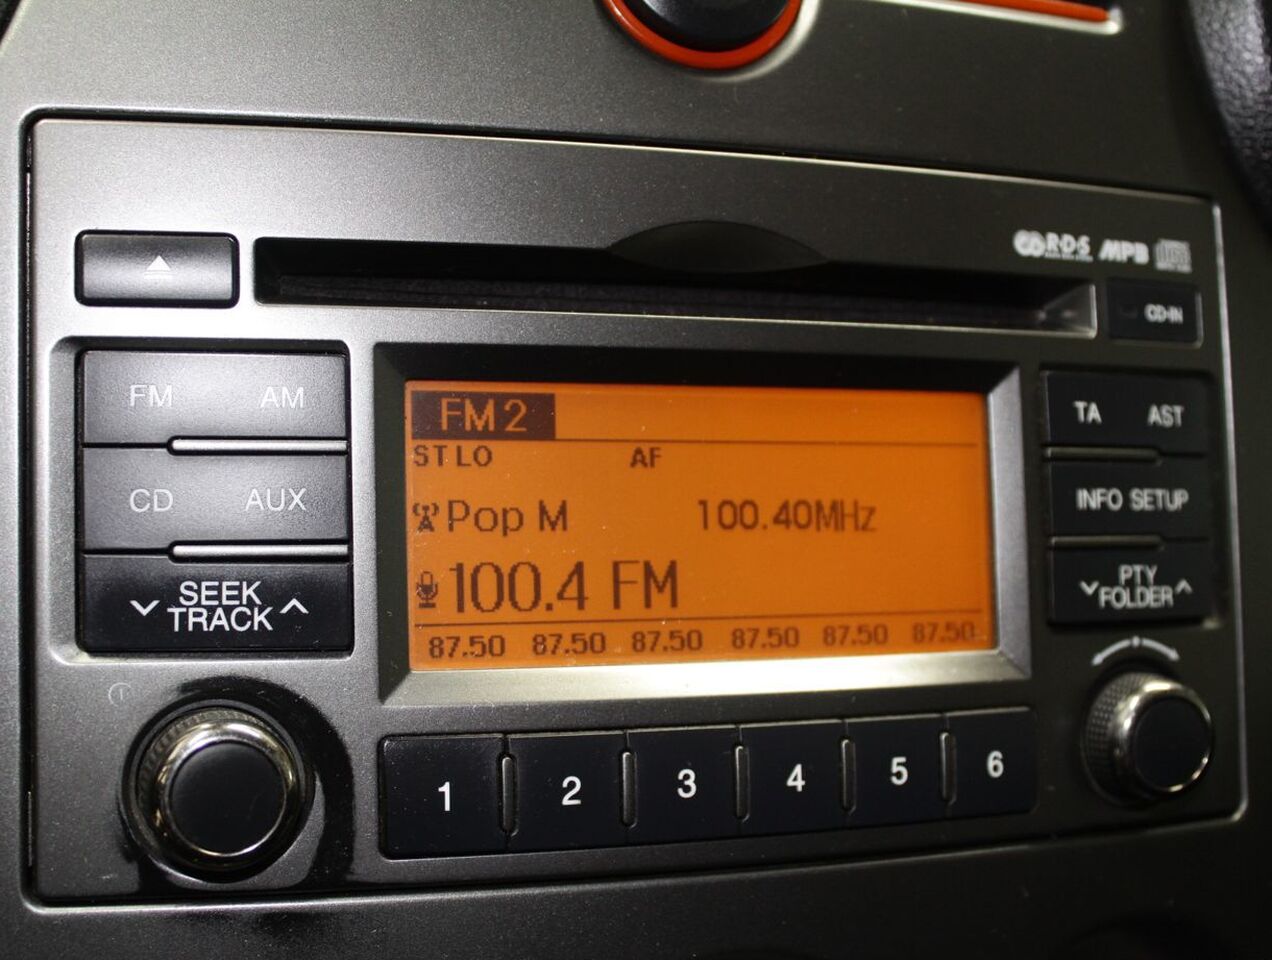 RDS MP3
CD-IN
FM AM
CD AUX
SEEK
TRACK
FM 2
ST LO AF
Pop M 100.40MHz
100.4 FM
87.50 87.50 87.50 87.50 87.50 87.50
TA AST
INFO SETUP
PTY
FOLDER
1 2 3 4 5 6